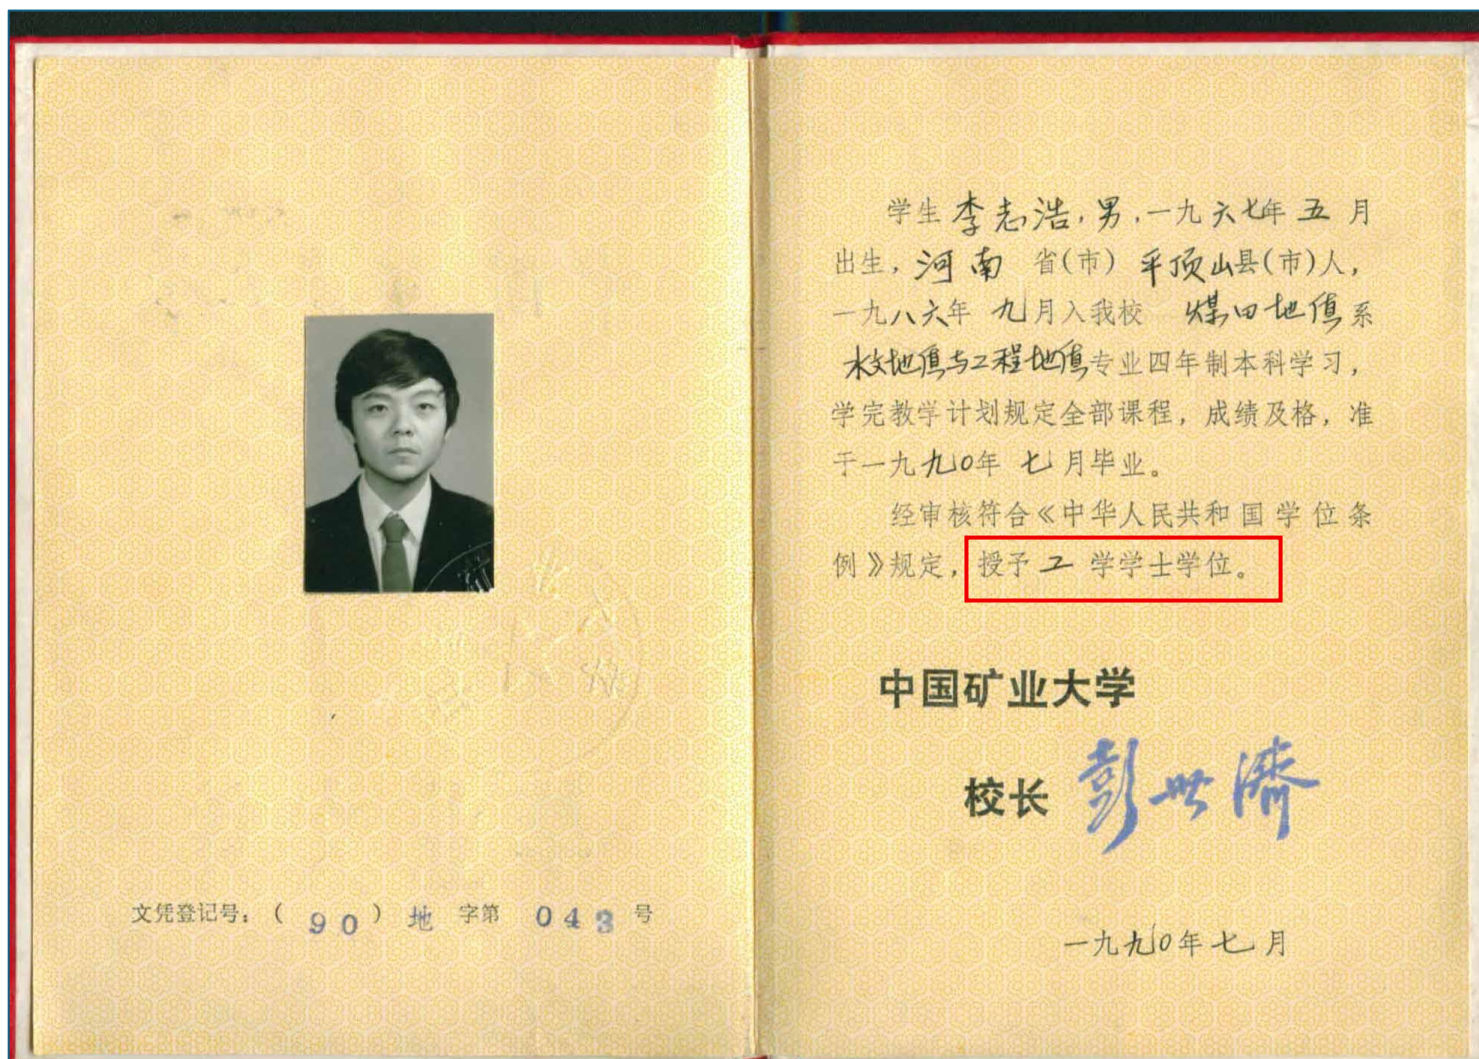 文凭登记号：（90）地 字第 043 号
学生李志浩，男，一九六七年五月
出生，河南 省（市）平顶山县（市）人，
一九八六年 九月入我校 煤田地质系
水文地质与工程地质专业四年制本科学习，
学完教学计划规定全部课程，成绩及格，准
于一九九0年 七月毕业。
经审核符合《中华人民共和国学位条
例》规定，授予工学学士学位。
中国矿业大学
校长 彭世济
一九九0年七月